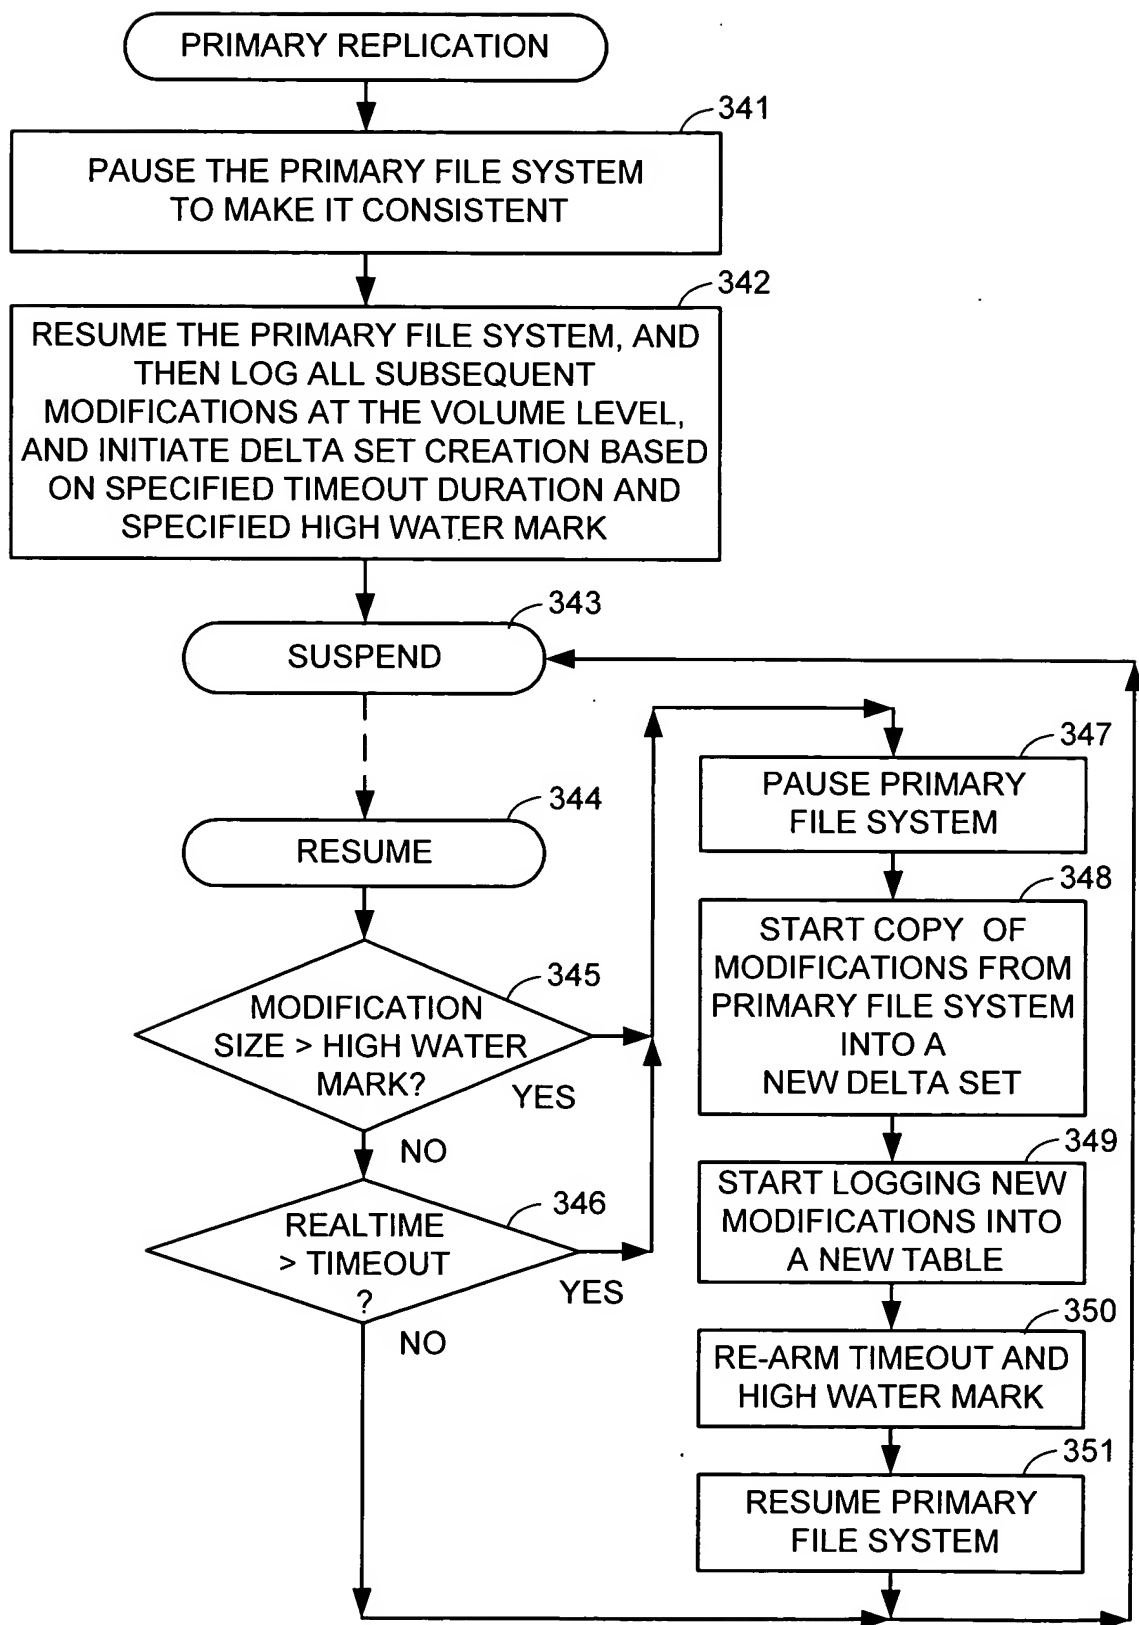 PRIMARY REPLICATION
341
PAUSE THE PRIMARY FILE SYSTEM
TO MAKE IT CONSISTENT
342
RESUME THE PRIMARY FILE SYSTEM, AND
THEN LOG ALL SUBSEQUENT
MODIFICATIONS AT THE VOLUME LEVEL,
AND INITIATE DELTA SET CREATION BASED
ON SPECIFIED TIMEOUT DURATION AND
SPECIFIED HIGH WATER MARK
343
SUSPEND
344
RESUME
345
MODIFICATION
SIZE > HIGH WATER
MARK?
YES
NO
346
REALTIME
> TIMEOUT
?
YES
NO
347
PAUSE PRIMARY
FILE SYSTEM
348
START COPY OF
MODIFICATIONS FROM
PRIMARY FILE SYSTEM
INTO A
NEW DELTA SET
349
START LOGGING NEW
MODIFICATIONS INTO
A NEW TABLE
350
RE-ARM TIMEOUT AND
HIGH WATER MARK
351
RESUME PRIMARY
FILE SYSTEM